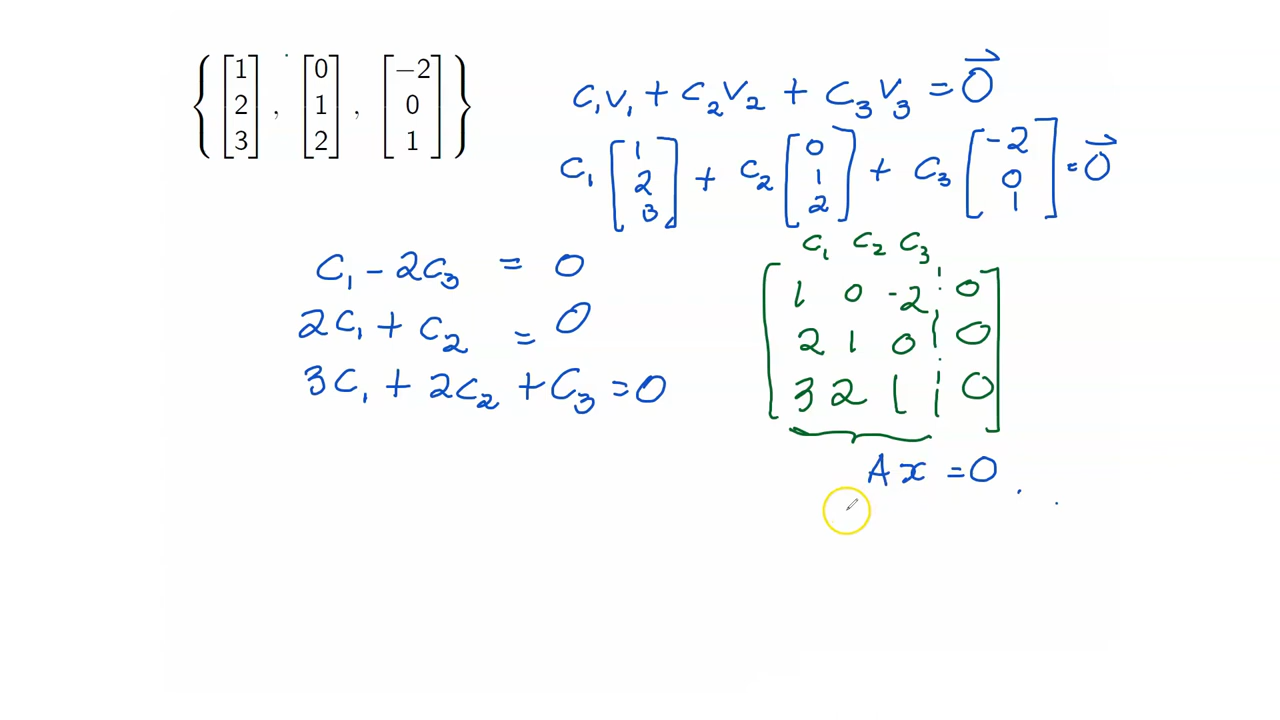 { [1 2 3], [0 1 2], [-2 0 1] }
C₁V₁ + C₂V₂ + C₃V₃ = 0⃗
C₁ [1 2 3] + C₂ [0 1 2] + C₃ [-2 0 1] = 0⃗
C₁ - 2C₃ = 0
2C₁ + C₂ = 0
3C₁ + 2C₂ + C₃ = 0
C₁ C₂ C₃
1 0 -2 | 0
2 1 0 | 0
3 2 1 | 0
Ax = 0